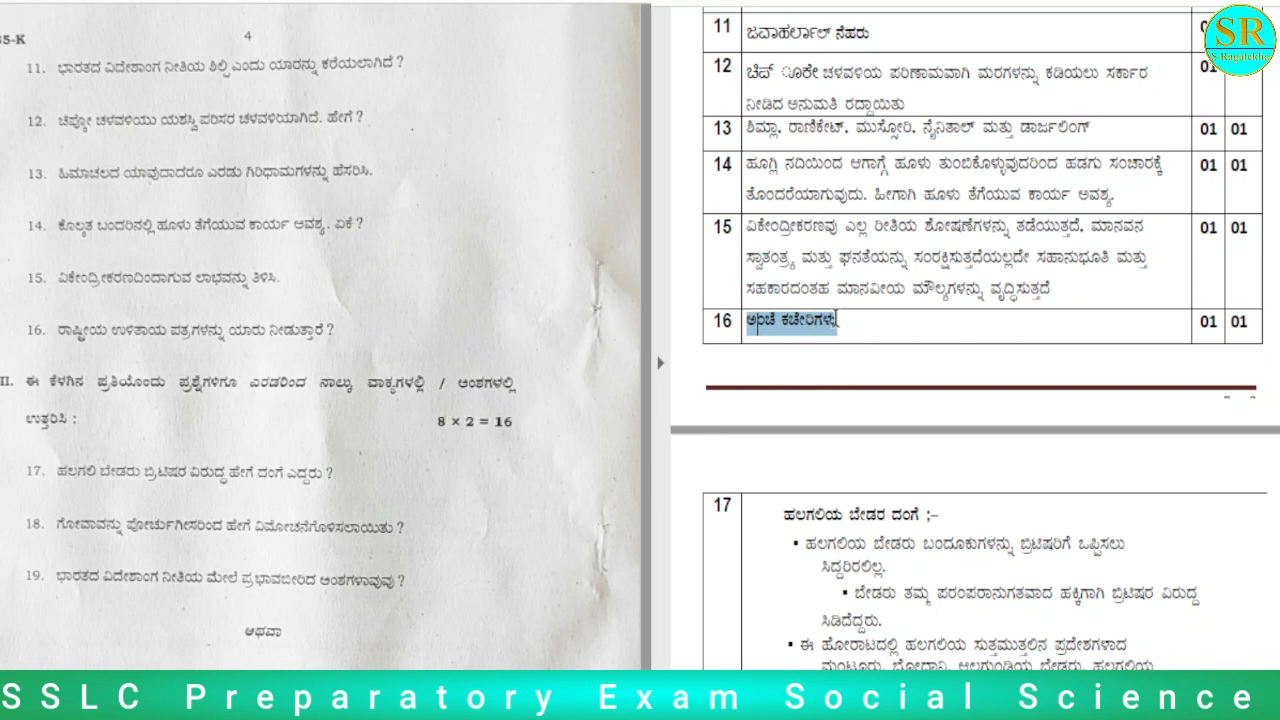 85-K
4
11. ಭಾರತದ ವಿದೇಶಾಂಗ ನೀತಿಯ ಶಿಲ್ಪಿ ಎಂದು ಯಾರನ್ನು ಕರೆಯಲಾಗಿದೆ ?
12. ಚಿಪ್ಕೋ ಚಳವಳಿಯು ಯಶಸ್ವಿ ಪರಿಸರ ಚಳವಳಿಯಾಗಿದೆ. ಹೇಗೆ ?
13. ಹಿಮಾಚಲದ ಯಾವುದಾದರೂ ಎರಡು ಗಿರಿಧಾಮಗಳನ್ನು ಹೆಸರಿಸಿ.
14. ಕೊಲ್ಕತ ಬಂದರಿನಲ್ಲಿ ಹೂಳು ತೆಗೆಯುವ ಕಾರ್ಯ ಅವಶ್ಯ. ಏಕೆ ?
15. ವಿಕೇಂದ್ರೀಕರಣದಿಂದಾಗುವ ಲಾಭವನ್ನು ತಿಳಿಸಿ.
16. ರಾಷ್ಟ್ರೀಯ ಉಳಿತಾಯ ಪತ್ರಗಳನ್ನು ಯಾರು ನೀಡುತ್ತಾರೆ ?
II. ಈ ಕೆಳಗಿನ ಪ್ರತಿಯೊಂದು ಪ್ರಶ್ನೆಗಳಿಗೂ ಎರಡರಿಂದ ನಾಲ್ಕು ವಾಕ್ಯಗಳಲ್ಲಿ / ಅಂಶಗಳಲ್ಲಿ
ಉತ್ತರಿಸಿ : 8 × 2 = 16
17. ಹಲಗಲಿ ಬೇಡರು ಬ್ರಿಟಿಷರ ವಿರುದ್ಧ ಹೇಗೆ ದಂಗೆ ಎದ್ದರು ?
18. ಗೋವಾವನ್ನು ಪೋರ್ಚುಗೀಸರಿಂದ ಹೇಗೆ ವಿಮೋಚನೆಗೊಳಿಸಲಾಯಿತು ?
19. ಭಾರತದ ವಿದೇಶಾಂಗ ನೀತಿಯ ಮೇಲೆ ಪ್ರಭಾವಬೀರಿದ ಅಂಶಗಳಾವುವು ?
ಅಥವಾ
11 ಜವಾಹರ್ಲಾಲ್ ನೆಹರು
12 ಚಳವಳಿಯ ಪರಿಣಾಮವಾಗಿ ಮರಗಳನ್ನು ಕಡಿಯಲು ಸರ್ಕಾರ 01
ನೀಡಿದ ಅನುಮತಿ ರದ್ದಾಯಿತು
13 ಶಿಮ್ಲಾ, ರಾಣಿಕೇಟ್, ಮುಸ್ಸೋರಿ, ನೈನಿತಾಲ್ ಮತ್ತು ಡಾರ್ಜಲಿಂಗ್ 01 01
14 ಹೂಗ್ಲಿ ನದಿಯಿಂದ ಆಗಾಗ್ಗೆ ಹೂಳು ತುಂಬಿಕೊಳ್ಳುವುದರಿಂದ ಹಡಗು ಸಂಚಾರಕ್ಕೆ 01 01
ತೊಂದರೆಯಾಗುವುದು. ಹೀಗಾಗಿ ಹೂಳು ತೆಗೆಯುವ ಕಾರ್ಯ ಅವಶ್ಯ.
15 ವಿಕೇಂದ್ರೀಕರಣವು ಎಲ್ಲ ರೀತಿಯ ಶೋಷಣೆಗಳನ್ನು ತಡೆಯುತ್ತದೆ, ಮಾನವನ 01 01
ಸ್ವಾತಂತ್ರ್ಯ ಮತ್ತು ಘನತೆಯನ್ನು ಸಂರಕ್ಷಿಸುತ್ತದೆಯಲ್ಲದೇ ಸಹಾನುಭೂತಿ ಮತ್ತು
ಸಹಕಾರದಂತಹ ಮಾನವೀಯ ಮೌಲ್ಯಗಳನ್ನು ವೃದ್ಧಿಸುತ್ತದೆ
16 ಅಂಚೆ ಕಚೇರಿಗಳು 01 01
17 ಹಲಗಲಿಯ ಬೇಡರ ದಂಗೆ ;–
▪ ಹಲಗಲಿಯ ಬೇಡರು ಬಂದೂಕುಗಳನ್ನು ಬ್ರಿಟಿಷರಿಗೆ ಒಪ್ಪಿಸಲು
ಸಿದ್ದರಿರಲಿಲ್ಲ.
▪ ಬೇಡರು ತಮ್ಮ ಪರಂಪರಾನುಗತವಾದ ಹಕ್ಕಿಗಾಗಿ ಬ್ರಿಟಿಷರ ವಿರುದ್ದ
ಸಿಡಿದೆದ್ದರು.
▪ ಈ ಹೋರಾಟದಲ್ಲಿ ಹಲಗಲಿಯ ಸುತ್ತಮುತ್ತಲಿನ ಪ್ರದೇಶಗಳಾದ
ಮಂಟೂರು, ಬೋದಾನಿ, ಆಲಗುಂಡಿಯ ಬೇಡರು, ಹಲಗಲಿಯ
SR
S Ragalekha
SSLC Preparatory Exam Social Science